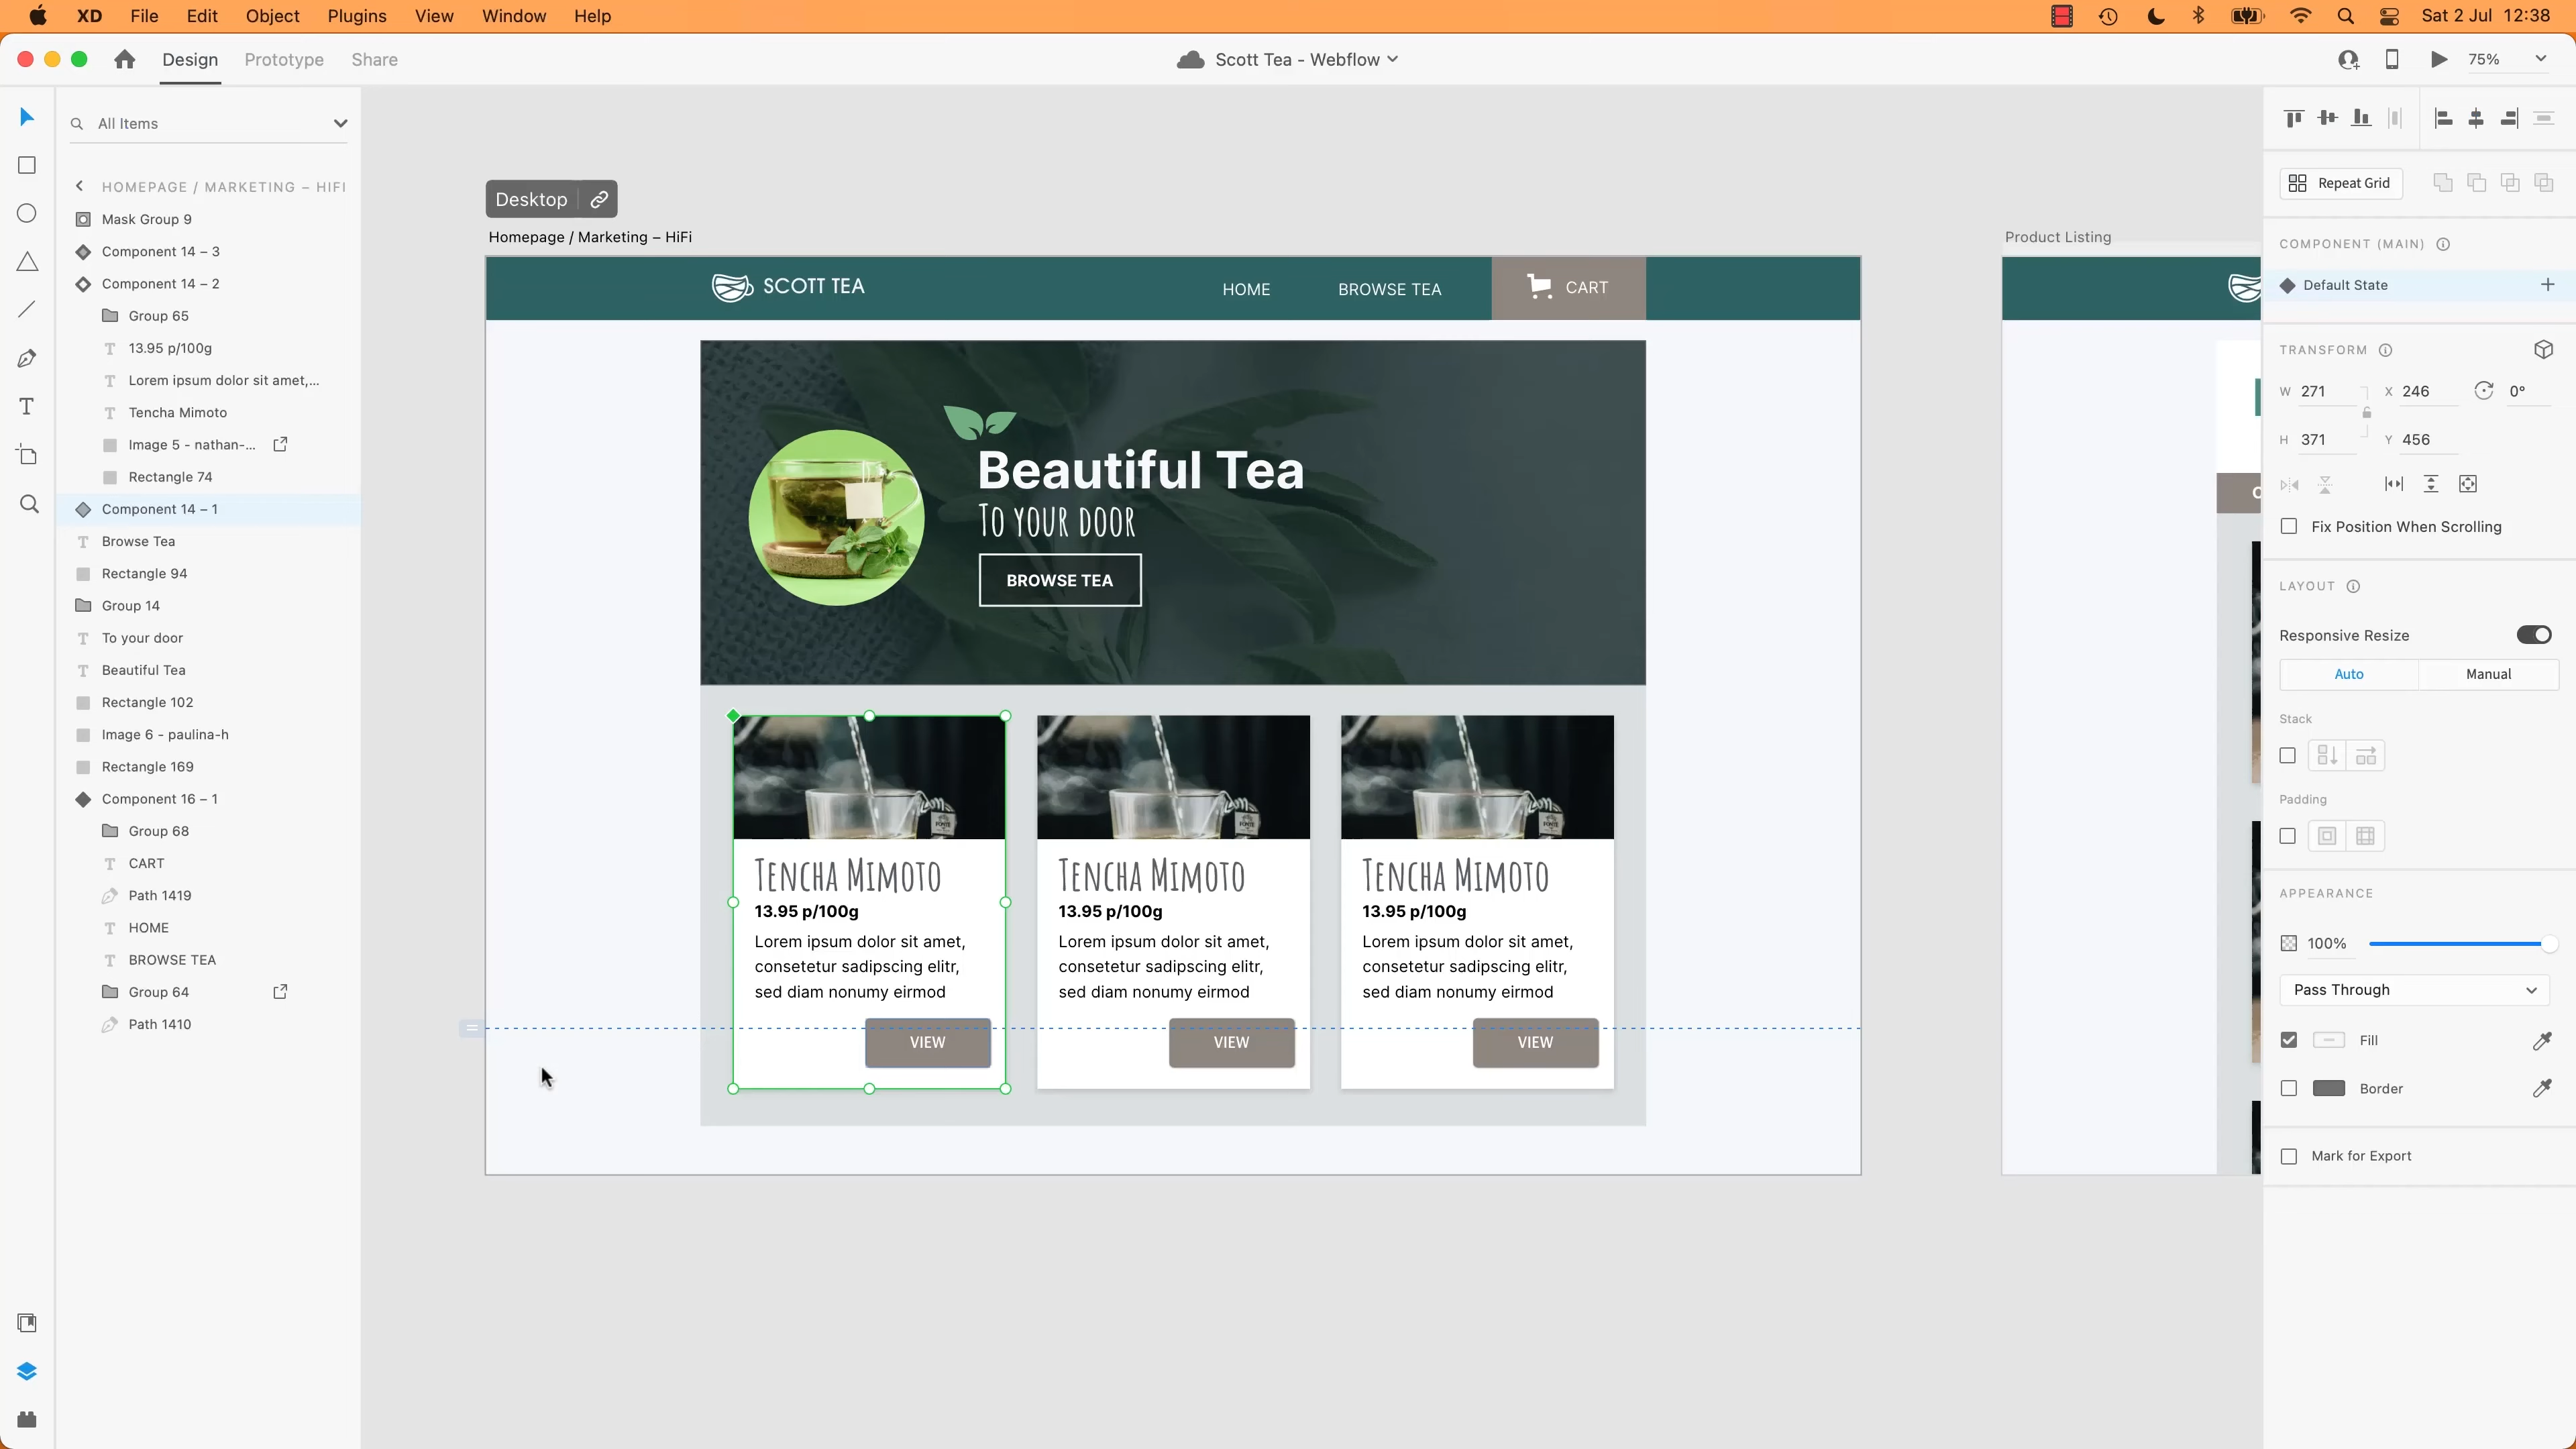 XD File Edit Object Plugins View Window Help
Sat 2 Jul 12:38
Design Prototype Share
Scott Tea - Webflow
75%
All Items
HOMEPAGE / MARKETING – HIFI
Mask Group 9
Component 14 – 3
Component 14 – 2
Group 65
13.95 p/100g
Lorem ipsum dolor sit amet,...
Tencha Mimoto
Image 5 - nathan-...
Rectangle 74
Component 14 – 1
Browse Tea
Rectangle 94
Group 14
To your door
Beautiful Tea
Rectangle 102
Image 6 - paulina-h
Rectangle 169
Component 16 – 1
Group 68
CART
Path 1419
HOME
BROWSE TEA
Group 64
Path 1410
Desktop
Homepage / Marketing – HiFi
SCOTT TEA
HOME
BROWSE TEA
CART
Beautiful Tea
To your door
BROWSE TEA
Tencha Mimoto
13.95 p/100g
Lorem ipsum dolor sit amet,
consetetur sadipscing elitr,
sed diam nonumy eirmod
VIEW
Tencha Mimoto
13.95 p/100g
Lorem ipsum dolor sit amet,
consetetur sadipscing elitr,
sed diam nonumy eirmod
VIEW
Tencha Mimoto
13.95 p/100g
Lorem ipsum dolor sit amet,
consetetur sadipscing elitr,
sed diam nonumy eirmod
VIEW
Product Listing
Repeat Grid
COMPONENT (MAIN)
Default State
TRANSFORM
W 271 X 246 0°
H 371 Y 456
Fix Position When Scrolling
LAYOUT
Responsive Resize
Auto Manual
Stack
Padding
APPEARANCE
100%
Pass Through
Fill
Border
Mark for Export